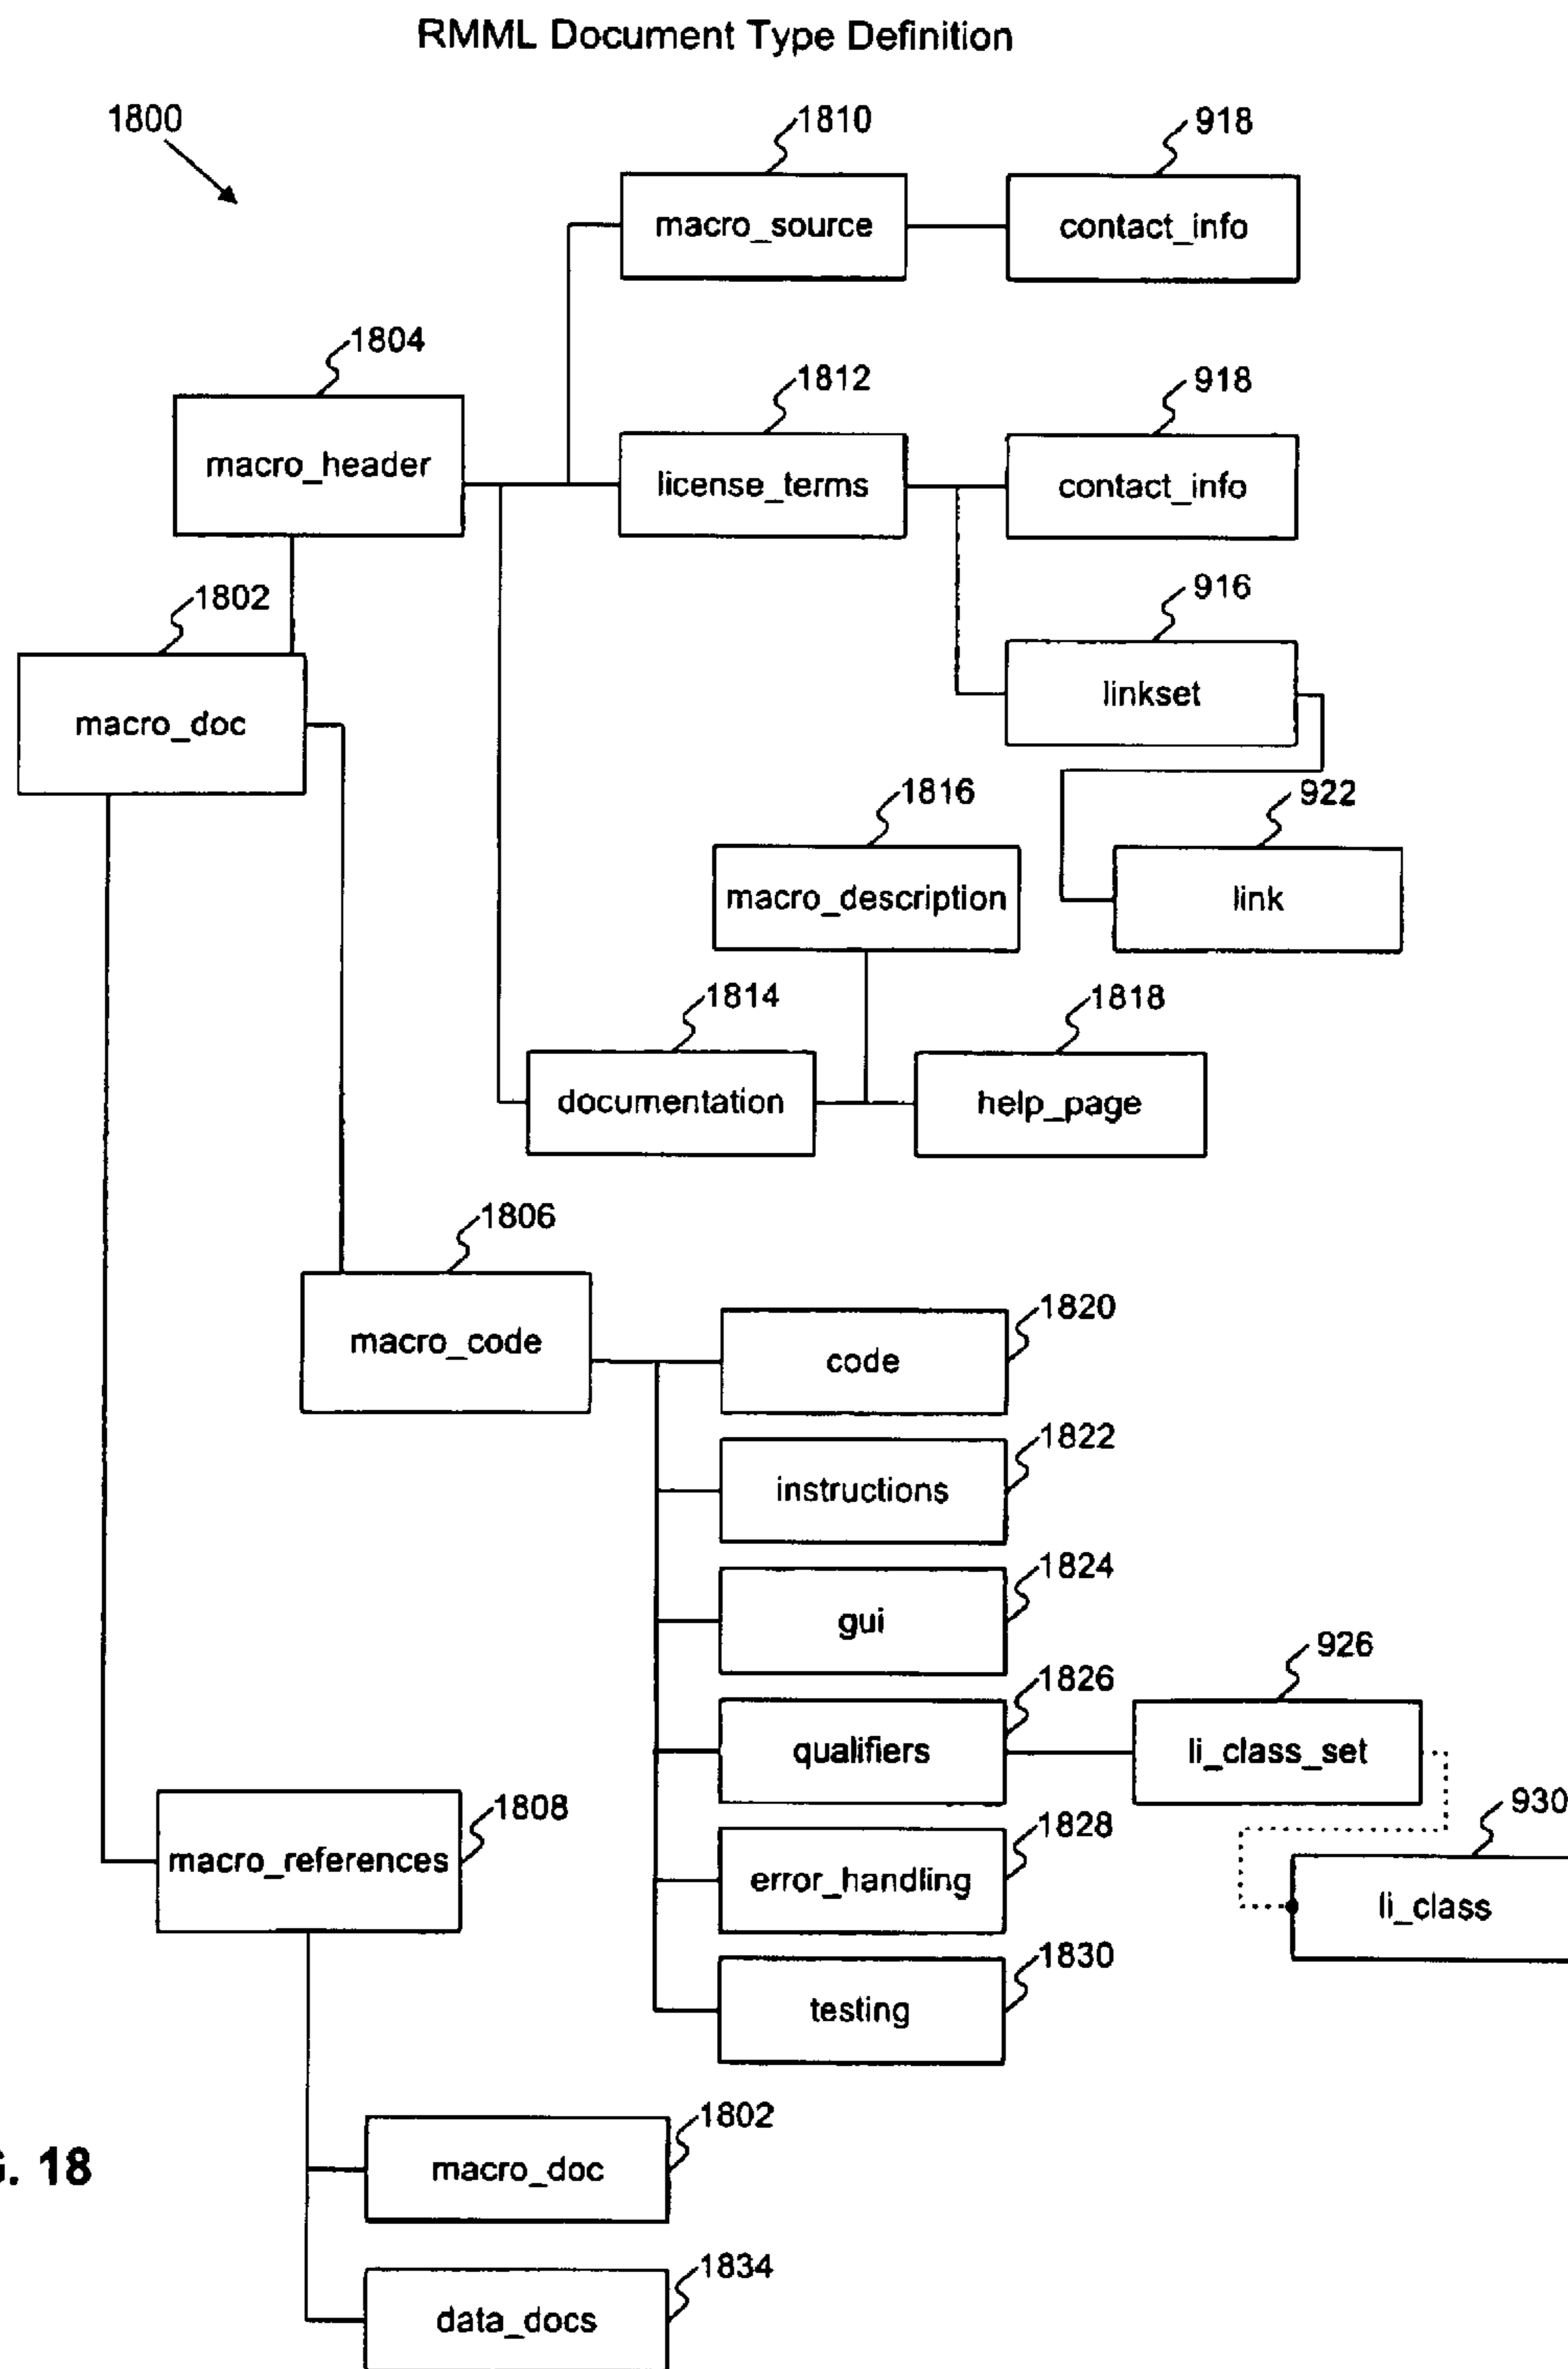 RMML Document Type Definition
1800
1810
918
macro_source
contact_info
1804
1812
918
macro_header
license_terms
contact_info
1802
916
macro_doc
linkset
1816
922
macro_description
link
1814
1818
documentation
help_page
1806
macro_code
1820
code
1822
instructions
1824
gui
926
1826
qualifiers
li_class_set
1808
macro_references
1828
error_handling
930
li_class
1830
testing
1802
macro_doc
G. 18
1834
data_docs